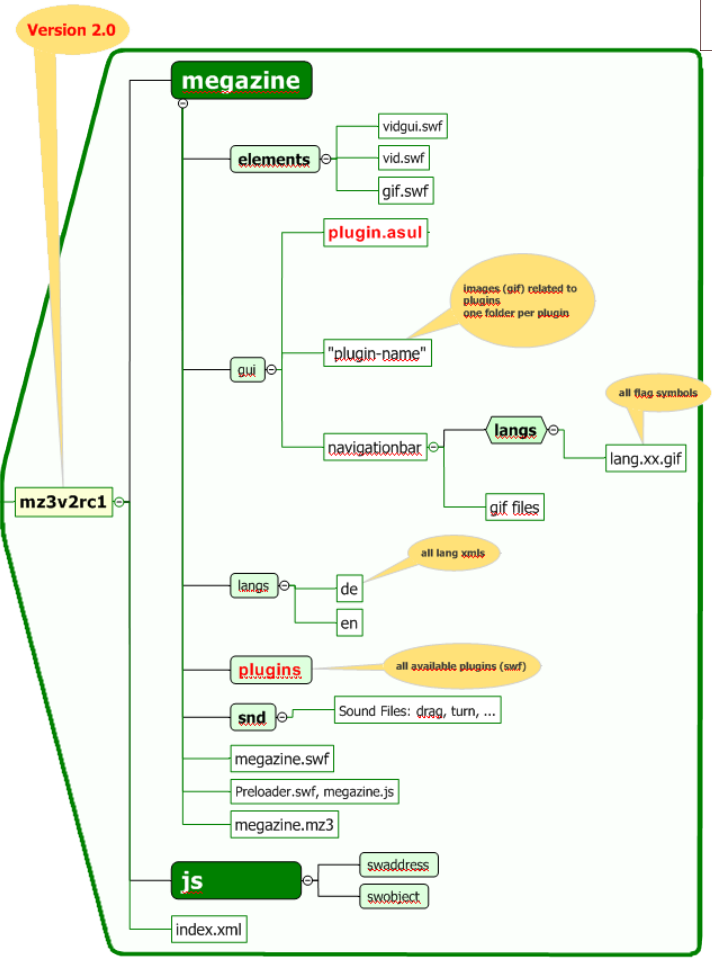 Version 2.0
megazine
elements
vidgui.swf
vid.swf
gif.swf
plugin.asul
images (gif) related to
plugins
one folder per plugin
gui
"plugin-name"
all flag symbols
navigationbar
langs
lang.xx.gif
gif files
mz3v2rc1
all lang xmls
langs
de
en
plugins
all available plugins (swf)
snd
Sound Files: drag, turn, ...
megazine.swf
Preloader.swf, megazine.js
megazine.mz3
js
swaddress
swobject
index.xml